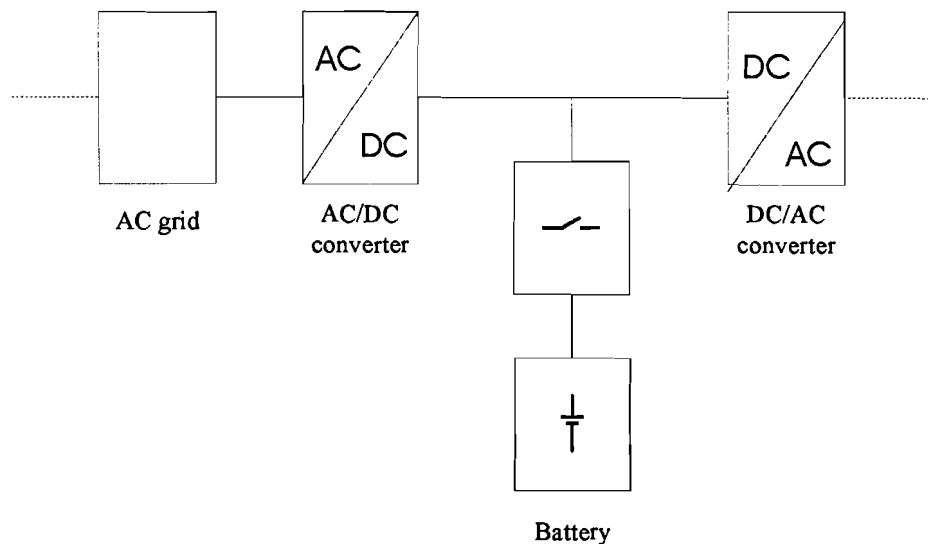 AC
DC
DC
AC
AC grid
AC/DC
converter
DC/AC
converter
Battery